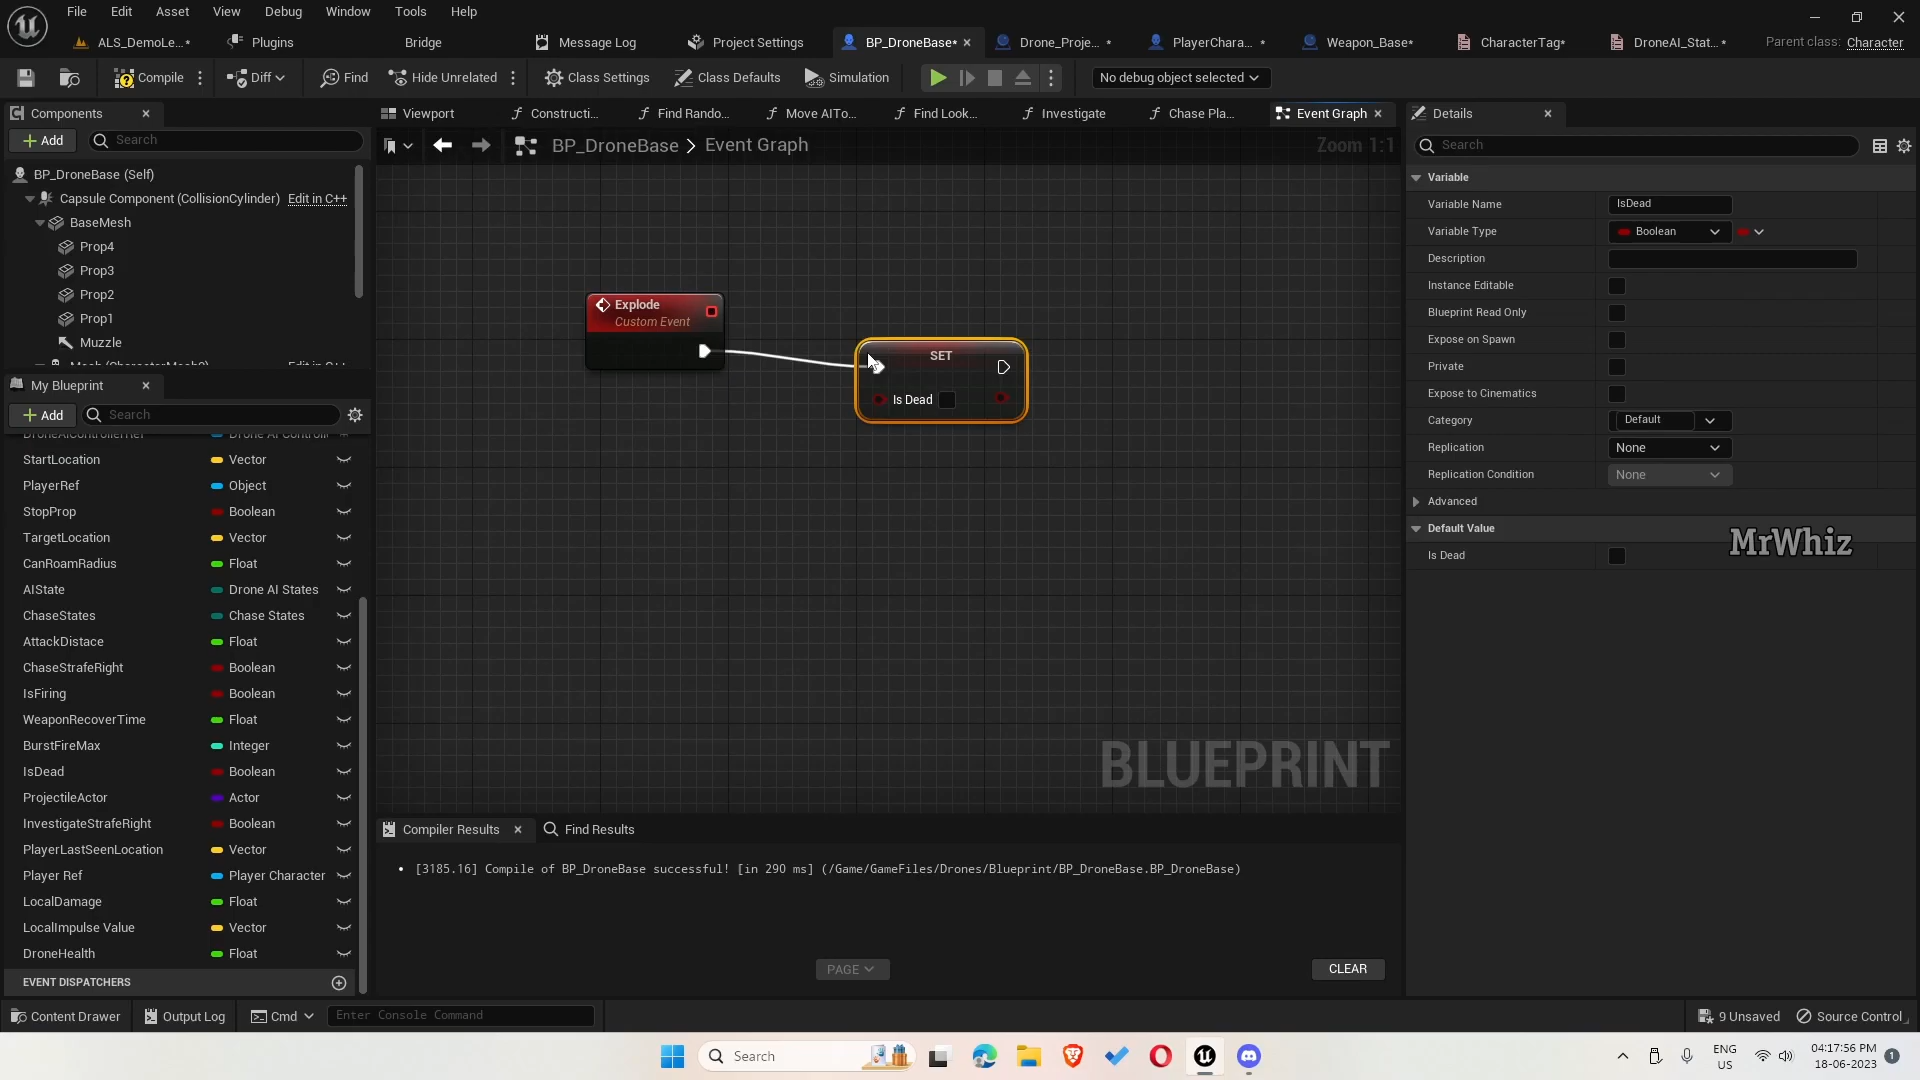 File Edit Asset View Debug Window Tools Help
ALS_DemoLe...* Plugins Bridge Message Log Project Settings BP_DroneBase* Drone_Proje... * PlayerChara... * Weapon_Base* CharacterTag* DroneAI_Stat... * Parent class: Character
Compile Diff Find Hide Unrelated Class Settings Class Defaults Simulation No debug object selected
Components
Add Search
BP_DroneBase (Self)
Capsule Component (CollisionCylinder) Edit in C++
BaseMesh
Prop4
Prop3
Prop2
Prop1
Muzzle
My Blueprint
Add Search
StartLocation Vector
PlayerRef Object
StopProp Boolean
TargetLocation Vector
CanRoamRadius Float
AIState Drone AI States
ChaseStates Chase States
AttackDistace Float
ChaseStrafeRight Boolean
IsFiring Boolean
WeaponRecoverTime Float
BurstFireMax Integer
IsDead Boolean
ProjectileActor Actor
InvestigateStrafeRight Boolean
PlayerLastSeenLocation Vector
Player Ref Player Character
LocalDamage Float
LocalImpulse Value Vector
DroneHealth Float
EVENT DISPATCHERS
Viewport Constructi... Find Rando... Move AITo... Find Look... Investigate Chase Pla... Event Graph
BP_DroneBase > Event Graph Zoom 1:1
Explode
Custom Event
SET
Is Dead
BLUEPRINT
Compiler Results Find Results
[3185.16] Compile of BP_DroneBase successful! [in 290 ms] (/Game/GameFiles/Drones/Blueprint/BP_DroneBase.BP_DroneBase)
PAGE CLEAR
Details
Search
Variable
Variable Name IsDead
Variable Type Boolean
Description
Instance Editable
Blueprint Read Only
Expose on Spawn
Private
Expose to Cinematics
Category Default
Replication None
Replication Condition None
Advanced
Default Value
Is Dead
MrWhiz
Content Drawer Output Log Cmd Enter Console Command 9 Unsaved Source Control
Search
ENG
US
04:17:56 PM
18-06-2023
1